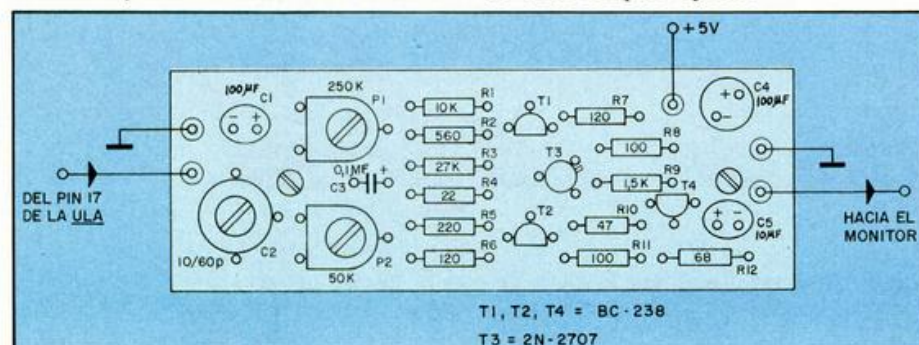 +5V
100µF
C1
- +
250K
P1
R1
10K
R2
560
R3
27K
0,1MF +
C3
R4
22
R5
220
R6
120
P2
50K
C2
10/60p
T1
R7
120
R8
100
T3
R9
1,5K
T4
T2
R10
47
R11
100
68
R12
+
-
C4
100µF
+ -
C5
10µF
DEL PIN 17
DE LA ULA
HACIA EL
MONITOR
T1, T2, T4 = BC-238
T3 = 2N-2707